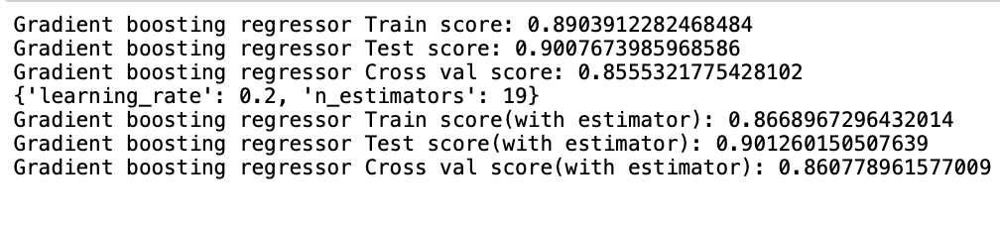 Gradient boosting regressor Train score: 0.8903912282468484
Gradient boosting regressor Test score: 0.9007673985968586
Gradient boosting regressor Cross val score: 0.8555321775428102
{'learning_rate': 0.2, 'n_estimators': 19}
Gradient boosting regressor Train score(with estimator): 0.8668967296432014
Gradient boosting regressor Test score(with estimator): 0.901260150507639
Gradient boosting regressor Cross val score(with estimator): 0.860778961577009